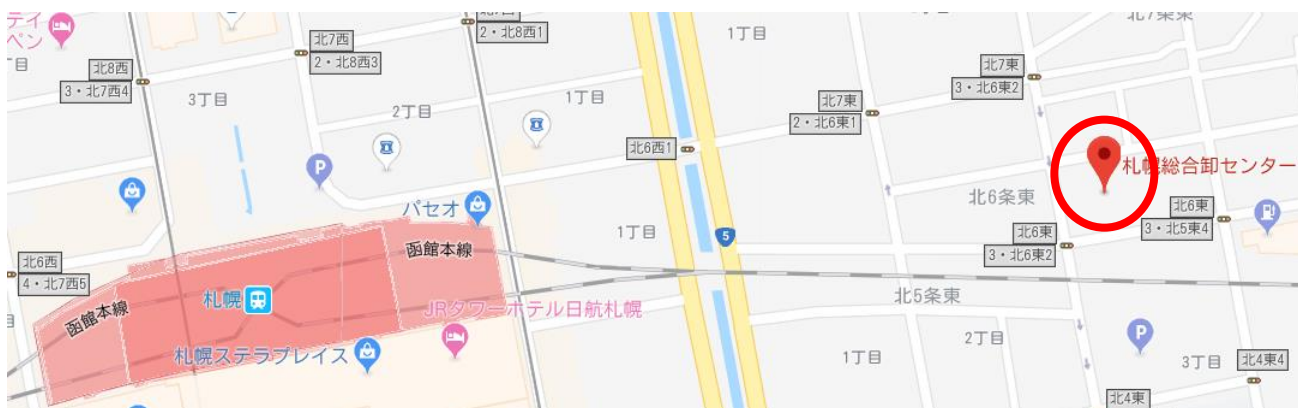 ティ
ペン
北7西
2・北8西3
2・北8西1
1丁目
北7条東
北8西
3・北7西4
3丁目
2丁目
1丁目
北7東
2・北6東1
北7東
3・北6東2
北6西1
P
札幌総合卸センター
北6条東
パセオ
1丁目
5
北6東
3・北6東2
北6東
3・北5東4
函館本線
北6西
4・北7西5
札幌
函館本線
JRタワーホテル日航札幌
北5条東
札幌ステラプレイス
2丁目
P
1丁目
3丁目
北4東4
北4東